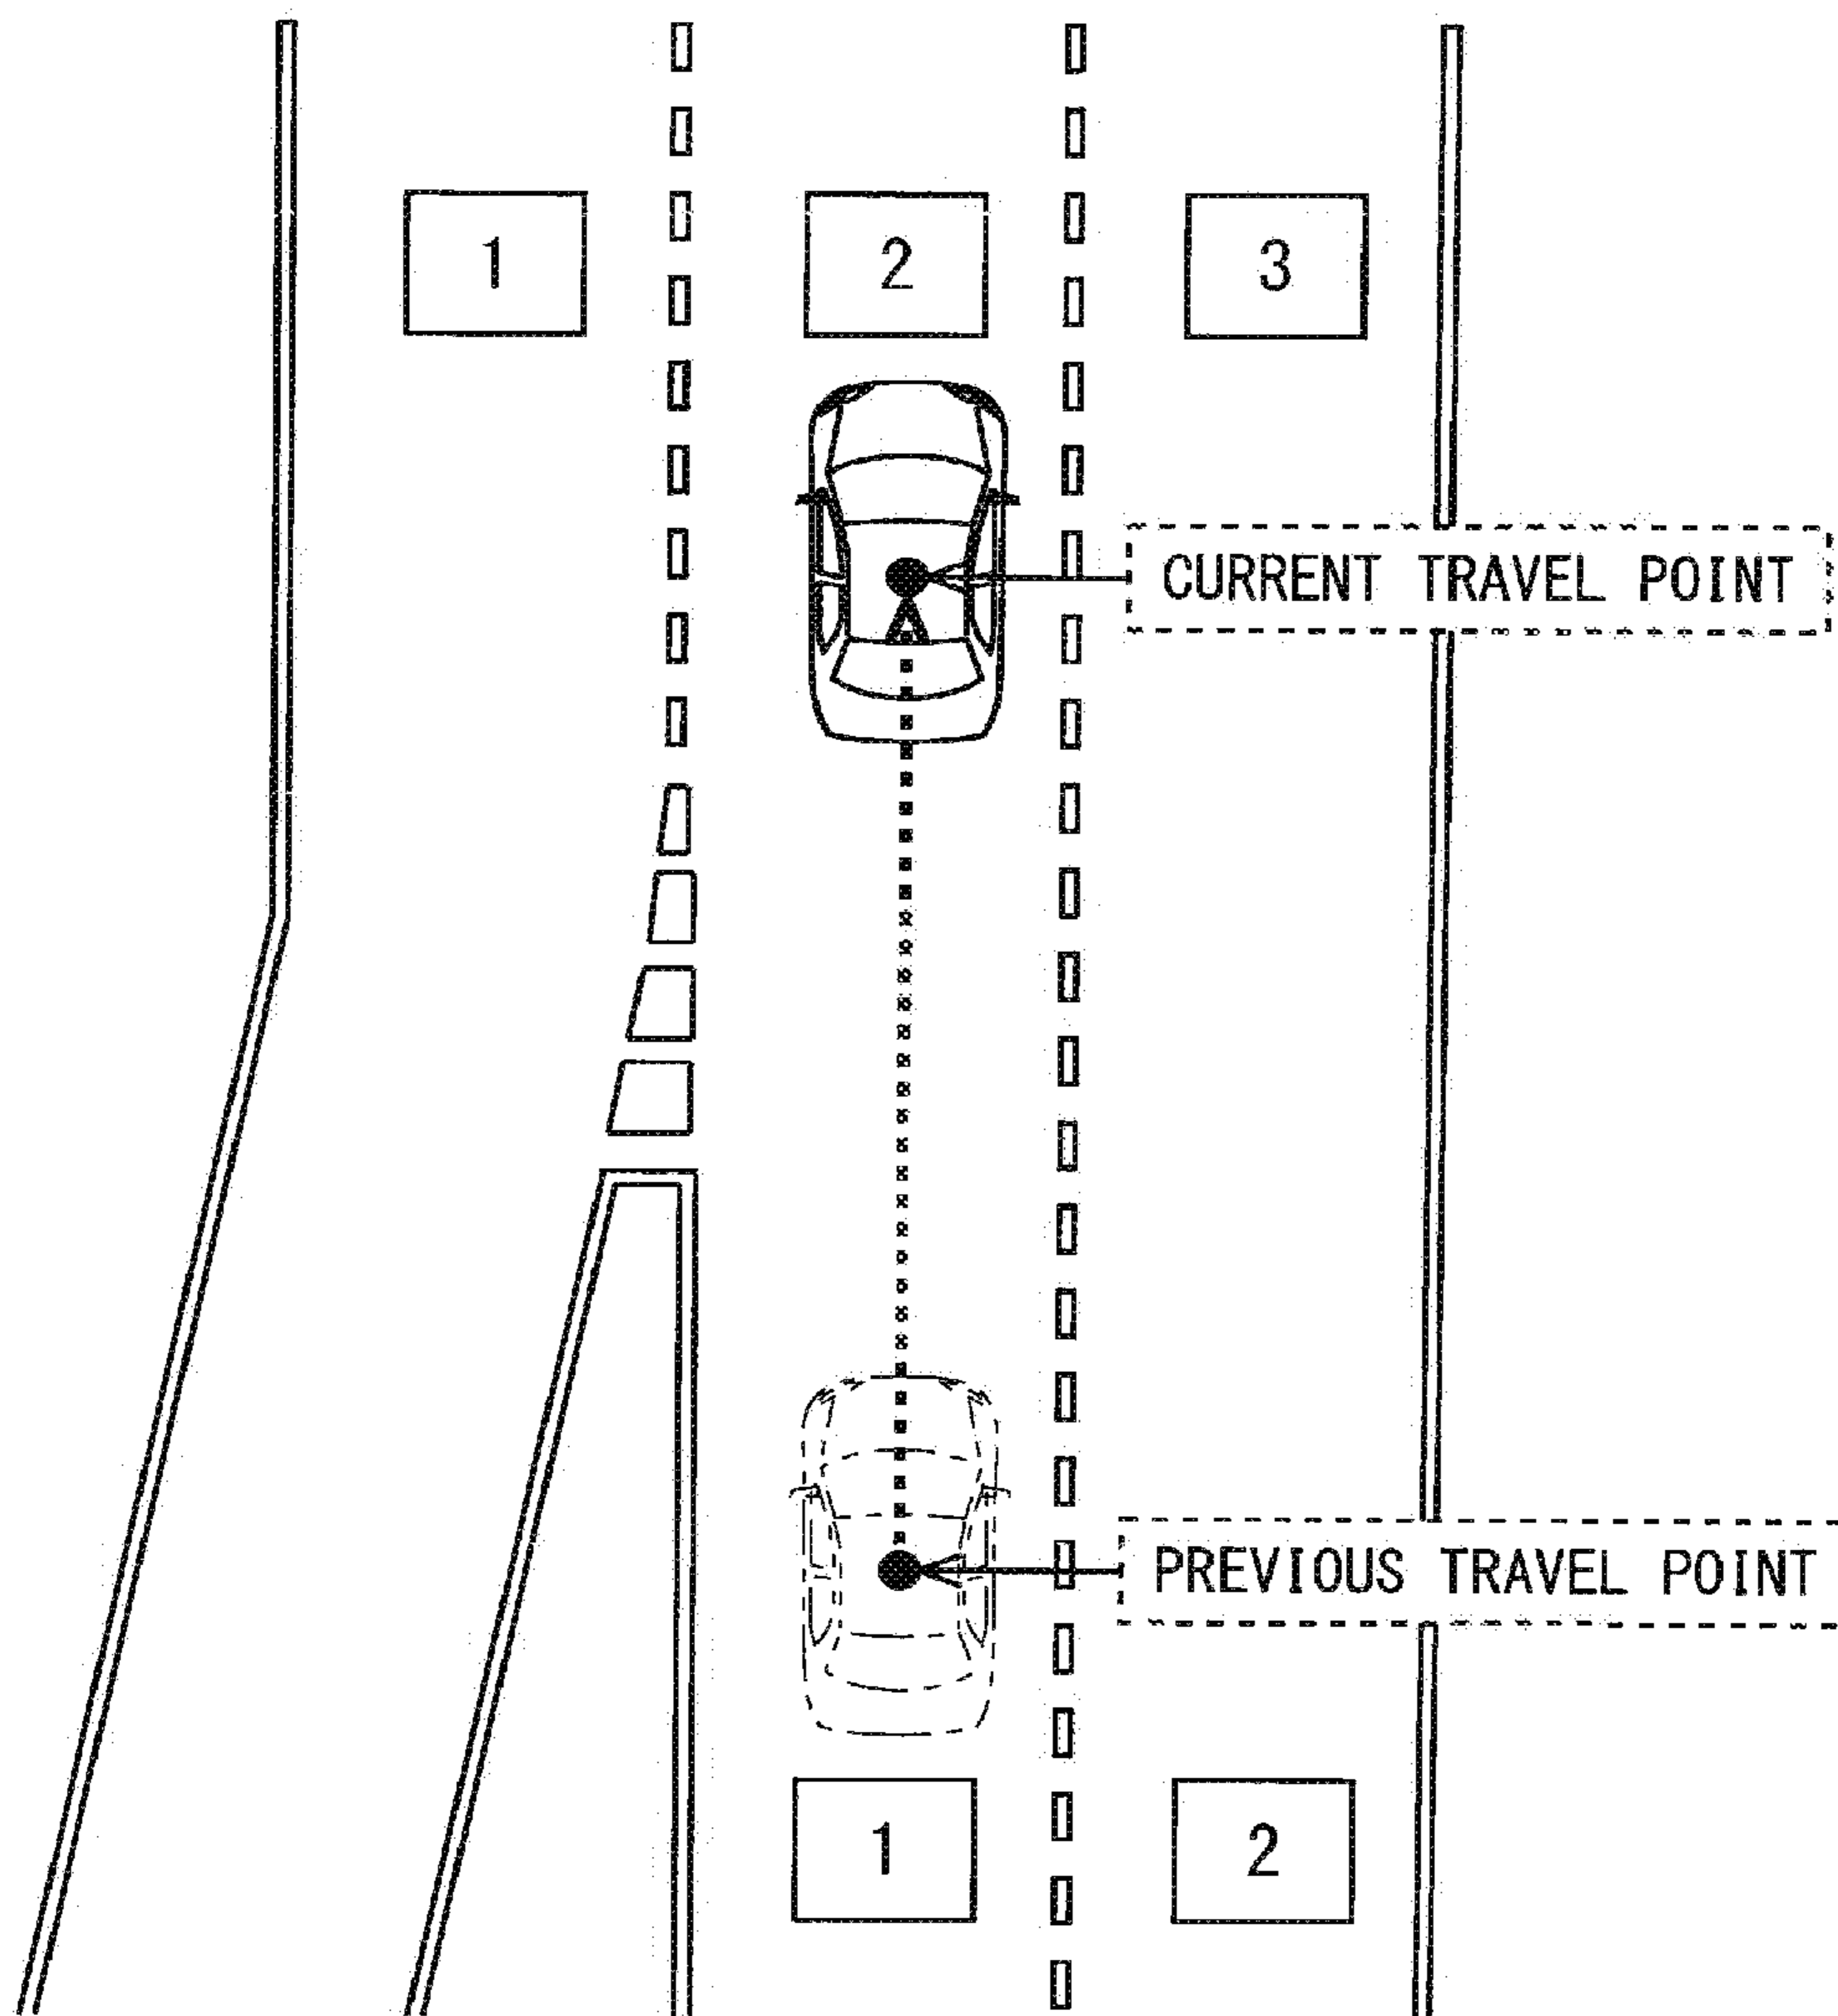 1 2 3
CURRENT TRAVEL POINT
PREVIOUS TRAVEL POINT
1 2